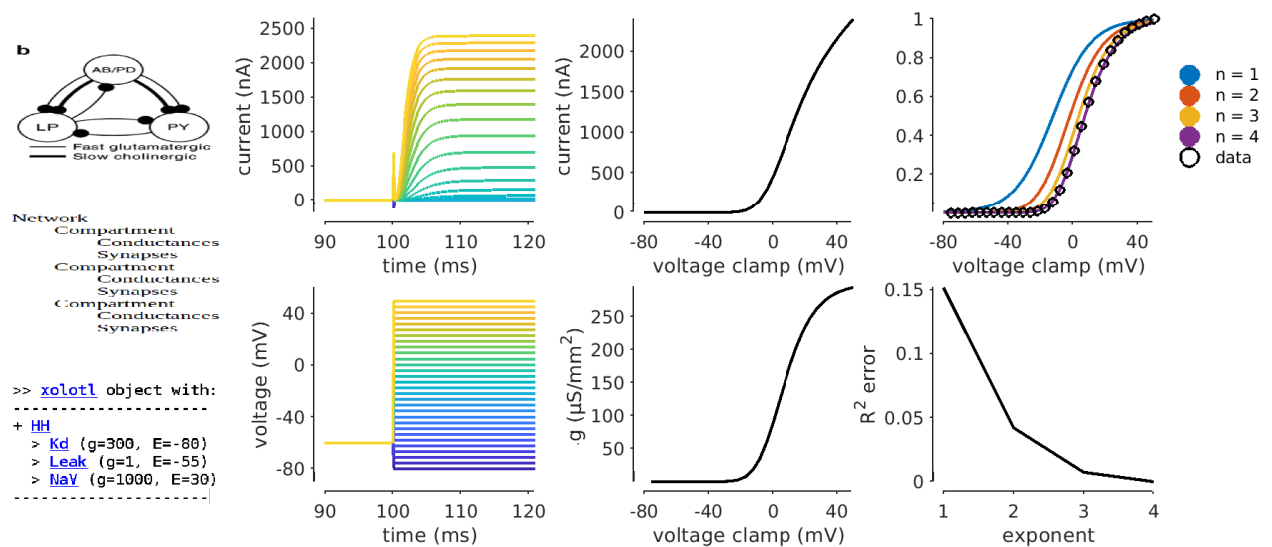 b
AB/PD
LP
PY
Fast glutamatergic
Slow cholinergic
Network
Compartment
Conductances
Synapses
Compartment
Conductances
Synapses
Compartment
Conductances
Synapses
>> xolotl object with:
---------------------
+ HH
> Kd (g=300, E=-80)
> Leak (g=1, E=-55)
> NaV (g=1000, E=30)
---------------------
current (nA)
2500
2000
1500
1000
500
0
90
100
110
120
time (ms)
current (nA)
2000
1500
1000
500
0
-80
-40
0
40
voltage clamp (mV)
1
0.8
0.6
0.4
0.2
-80
-40
0
40
voltage clamp (mV)
n = 1
n = 2
n = 3
n = 4
data
voltage (mV)
40
0
-40
-80
90
100
110
120
time (ms)
g (µS/mm²)
250
200
150
100
50
-80
-40
0
40
voltage clamp (mV)
R² error
0.15
0.1
0.05
0
1
2
3
4
exponent